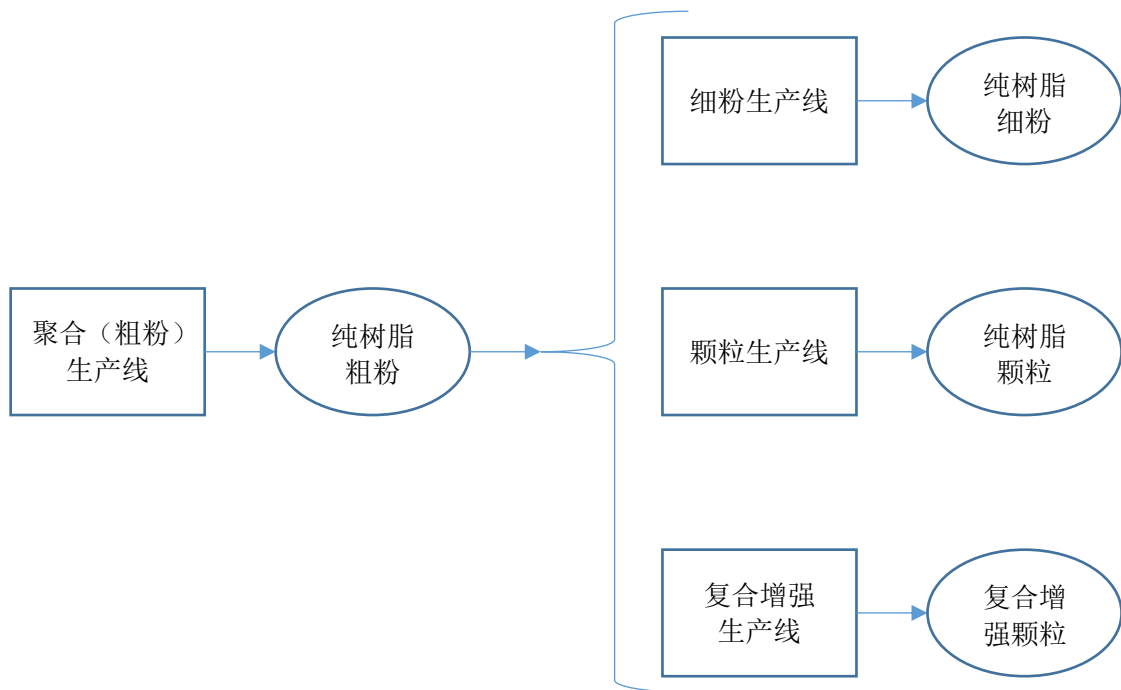 细粉生产线
纯树脂
细粉
聚合（粗粉）
生产线
纯树脂
粗粉
颗粒生产线
纯树脂
颗粒
复合增强
生产线
复合增
强颗粒